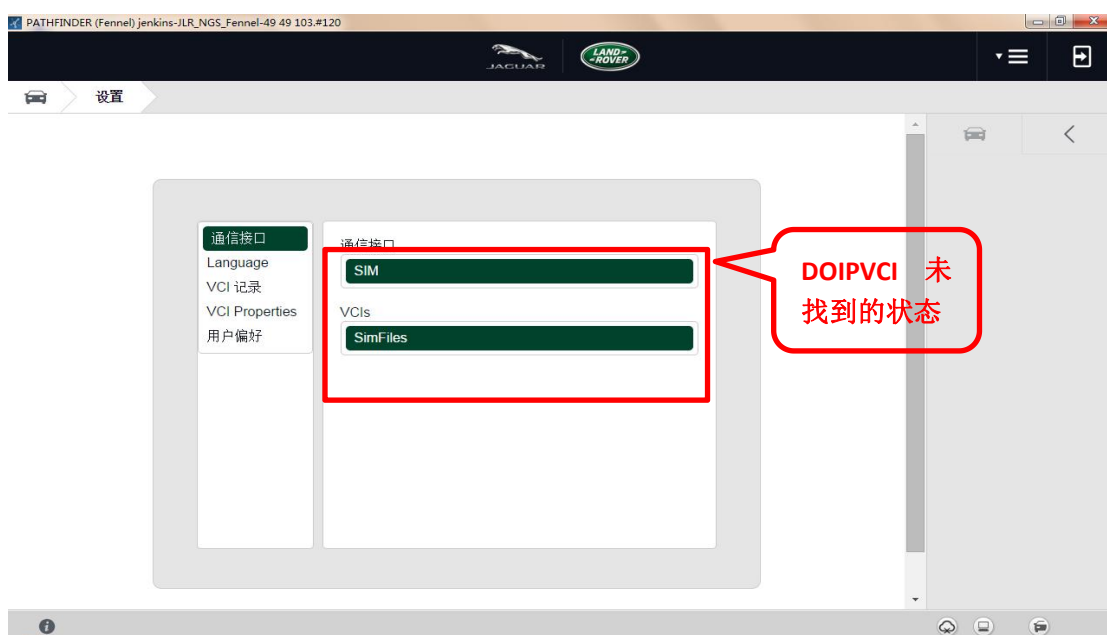 PATHFINDER (Fennel) jenkins-JLR_NGS_Fennel-49 49 103.#120
JAGUAR
LAND-
-ROVER
设置
通信接口
Language
VCI 记录
VCI Properties
用户偏好
通信接口
SIM
VCIs
SimFiles
DOIPVCI 未
找到的状态